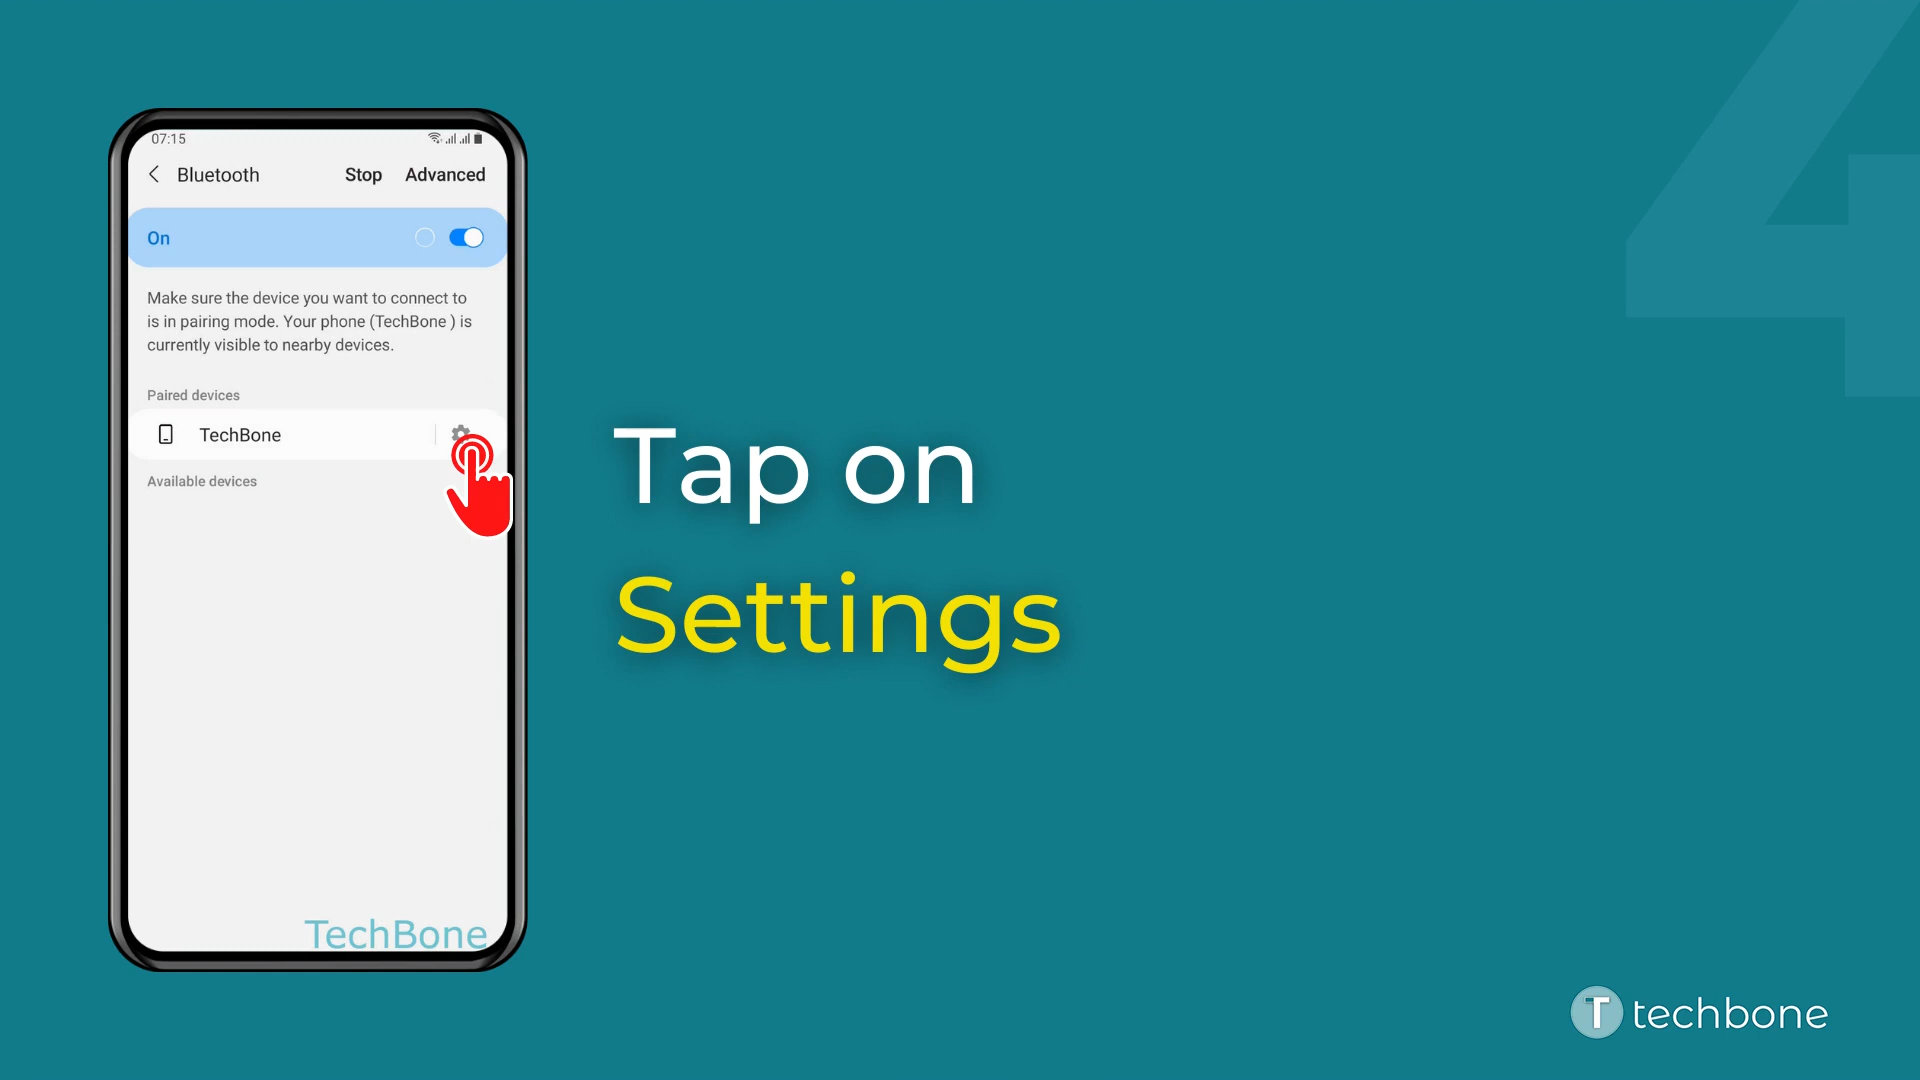 07:15
Bluetooth Stop Advanced
On
Make sure the device you want to connect to
is in pairing mode. Your phone (TechBone ) is
currently visible to nearby devices.
Paired devices
TechBone
Available devices
TechBone
Tap on
Settings
4
T techbone